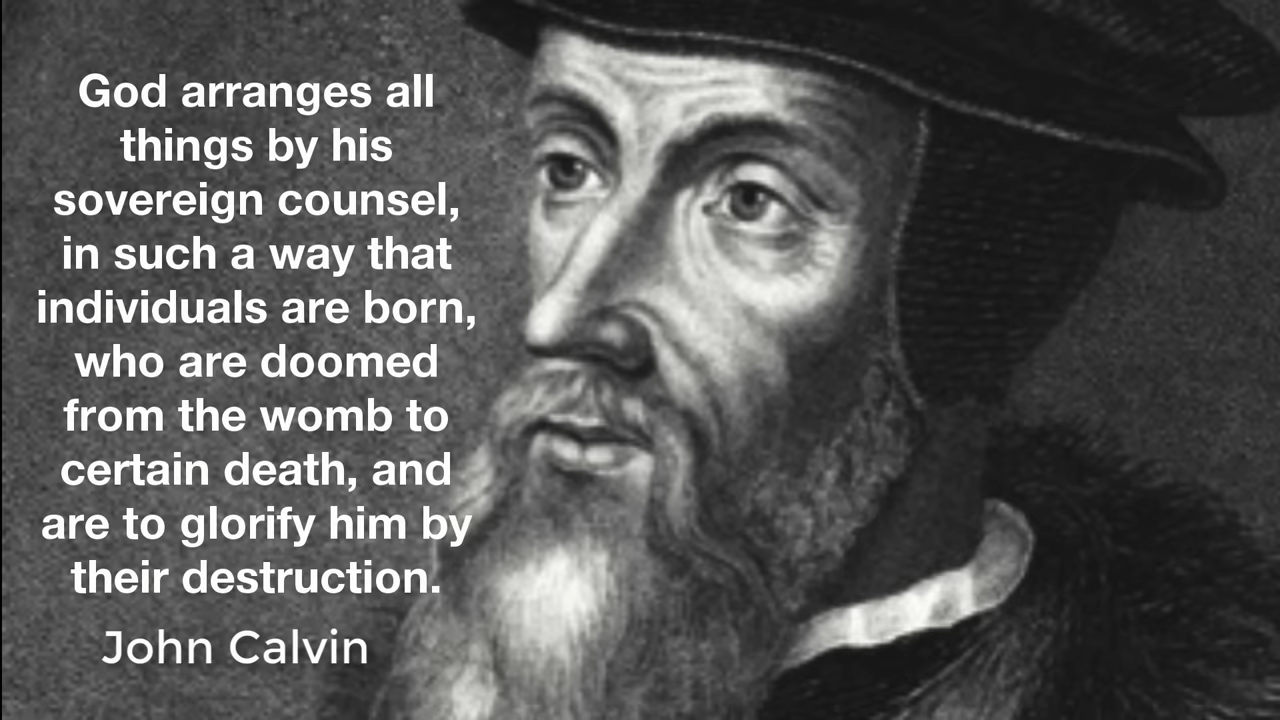 God arranges all
things by his
sovereign counsel,
in such a way that
individuals are born,
who are doomed
from the womb to
certain death, and
are to glorify him by
their destruction.
John Calvin